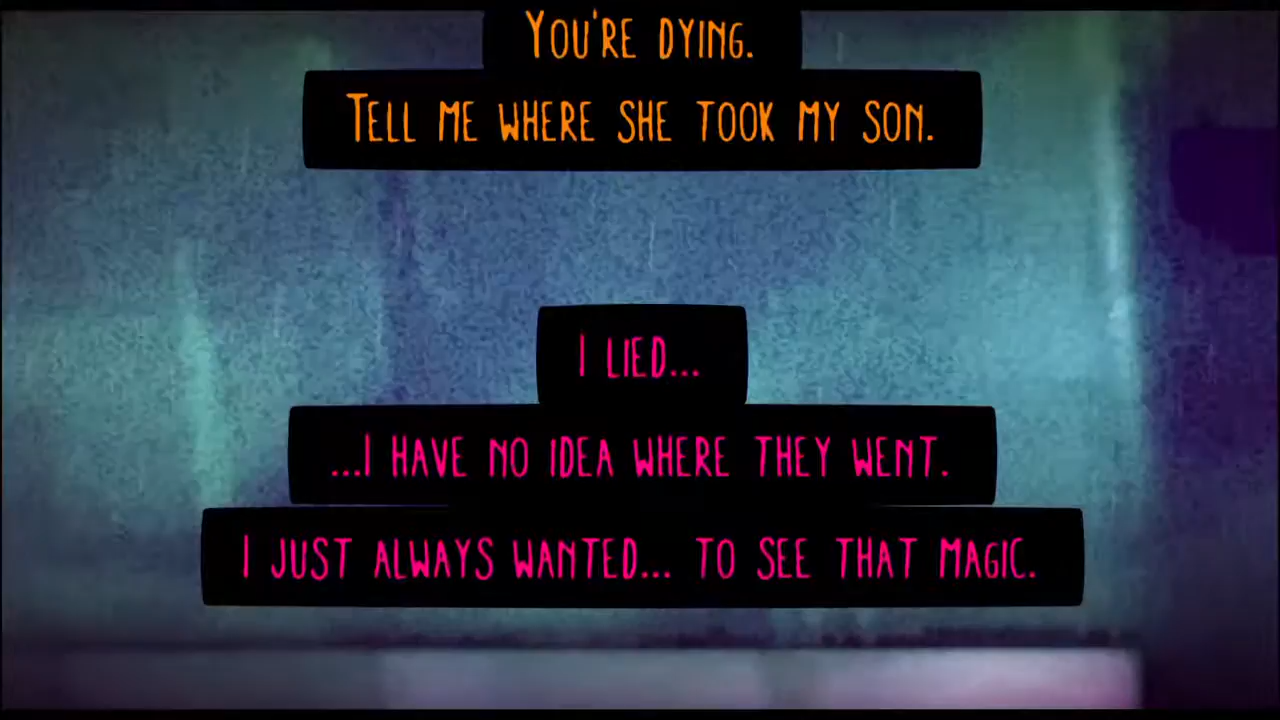 You're dying.
Tell me where she took my son.
I lied...
...I have no idea where they went.
I just always wanted... to see that magic.